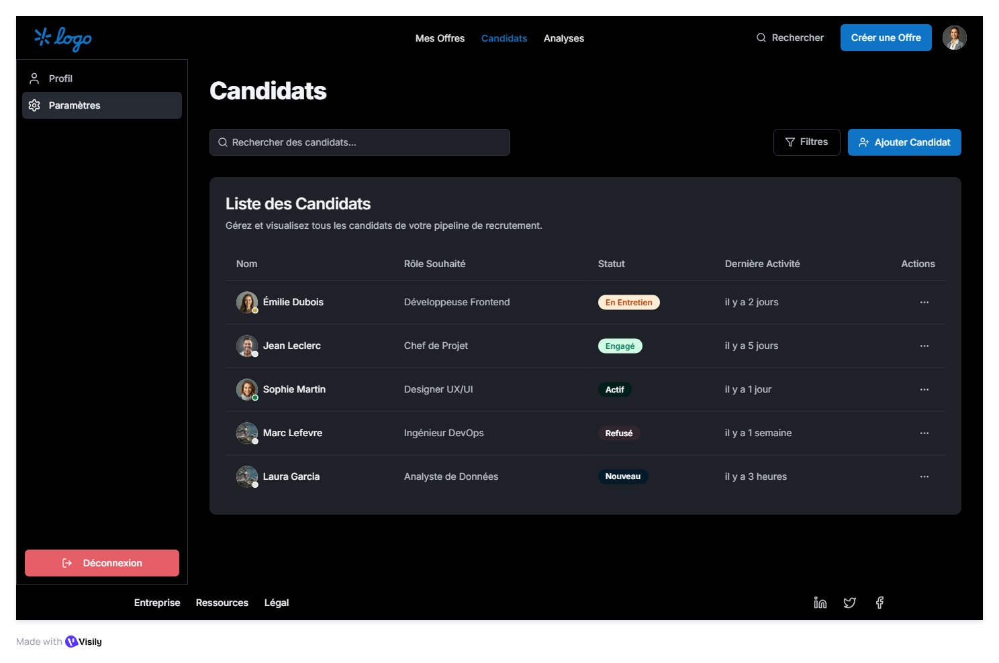 logo
Mes Offres Candidats Analyses Rechercher Créer une Offre
Profil
Paramètres
Candidats
Rechercher des candidats... Filtres Ajouter Candidat
Liste des Candidats
Gérez et visualisez tous les candidats de votre pipeline de recrutement.
Nom Rôle Souhaité Statut Dernière Activité Actions
Émilie Dubois Développeuse Frontend En Entretien il y a 2 jours ...
Jean Leclerc Chef de Projet Engagé il y a 5 jours ...
Sophie Martin Designer UX/UI Actif il y a 1 jour ...
Marc Lefevre Ingénieur DevOps Refusé il y a 1 semaine ...
Laura Garcia Analyste de Données Nouveau il y a 3 heures ...
Déconnexion
Entreprise Ressources Légal
Made with Visily